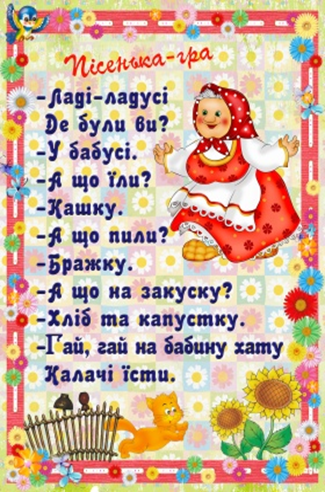 Пісенька-гра
-Ладі-ладусі
Де були ви?
-У бабусі.
-А що їли?
-Кашку.
-А що пили?
-Бражку.
-А що на закуску?
-Хліб та капустку.
-Гай, гай на бабину хату
Калачі їсти.